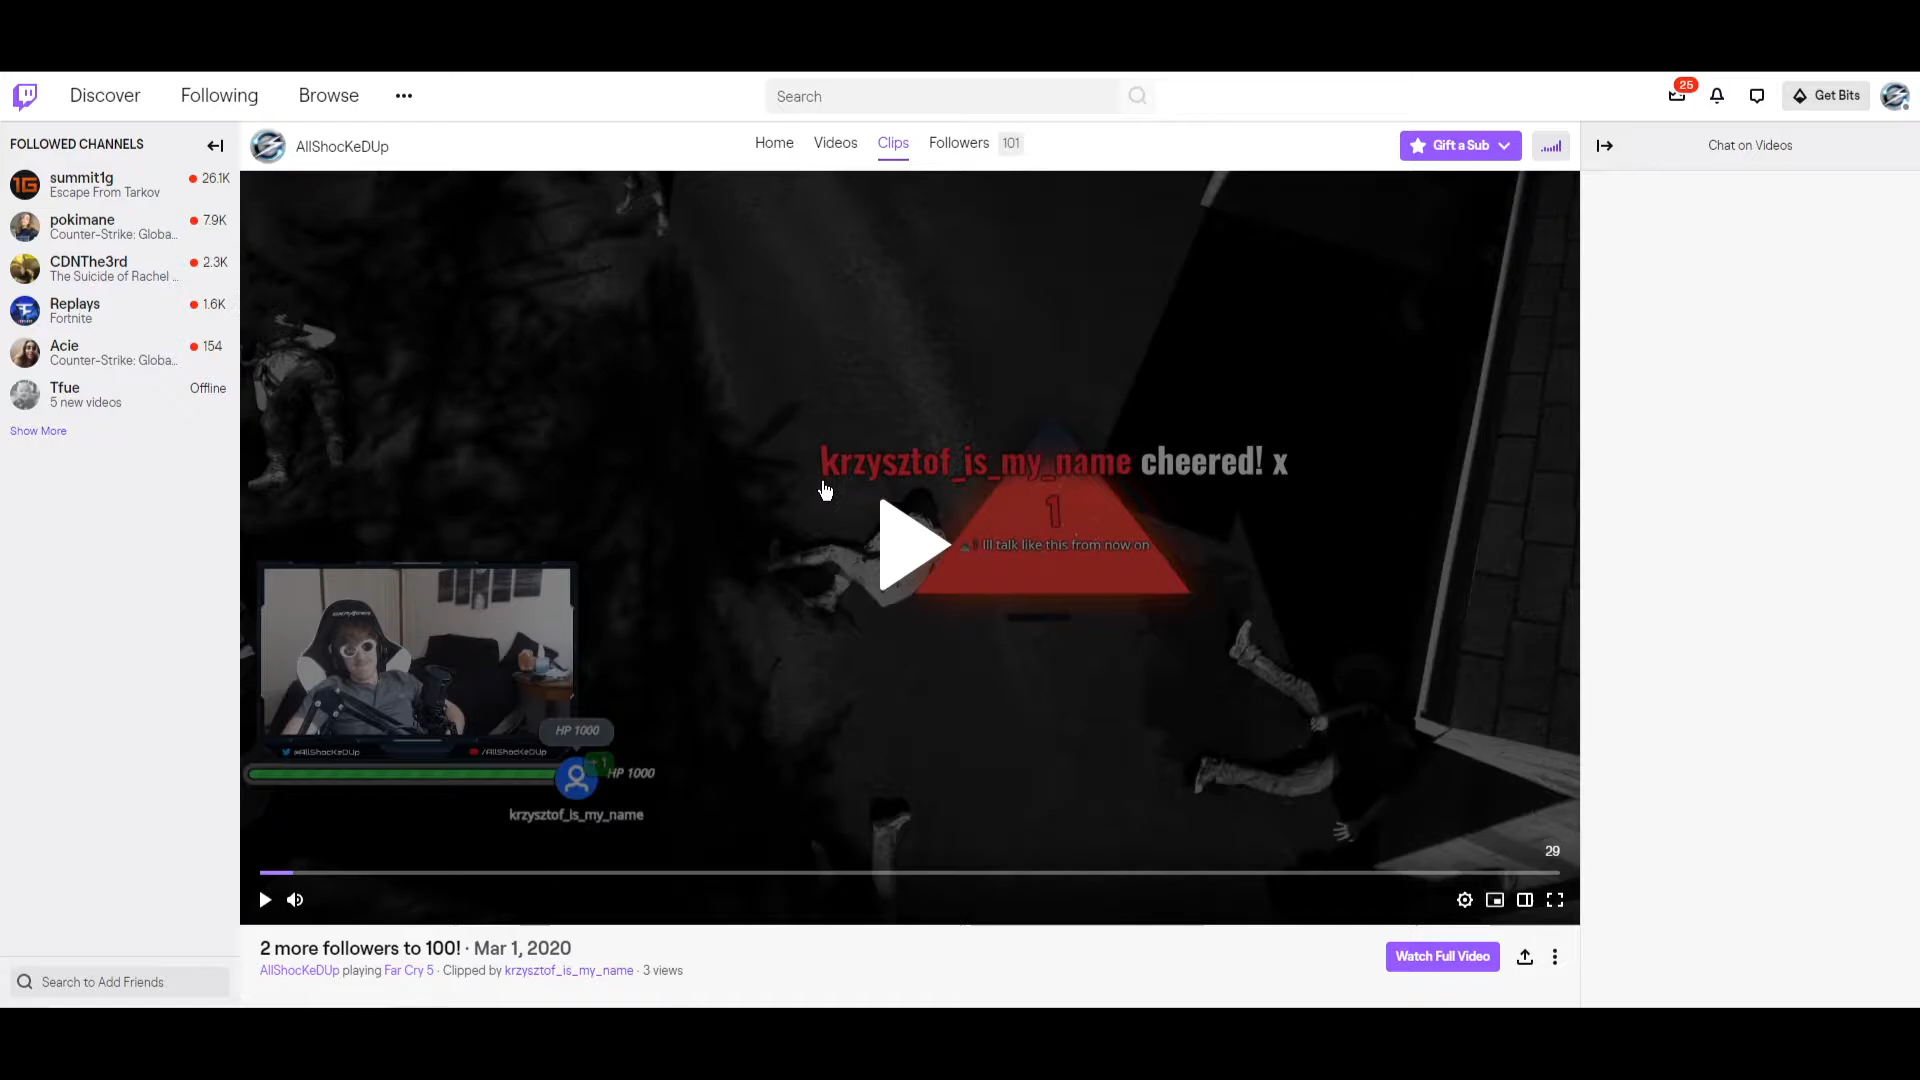 Discover
Following
Browse
Search
25
Get Bits
FOLLOWED CHANNELS
summit1g
26.1K
Escape From Tarkov
pokimane
7.9K
Counter-Strike: Globa...
CDNThe3rd
2.3K
The Suicide of Rachel ...
Replays
1.6K
Fortnite
Acie
154
Counter-Strike: Globa...
Tfue
Offline
5 new videos
Show More
Search to Add Friends
AllShocKeDUp
Home
Videos
Clips
Followers
101
Gift a Sub
Chat on Videos
krzysztof_is_my_name cheered! x
1
1 Ill talk like this from now on
@AllShocKeDUp
/AllShocKeDUp
HP 1000
+1
HP 1000
krzysztof_is_my_name
29
2 more followers to 100! · Mar 1, 2020
AllShocKeDUp playing Far Cry 5 · Clipped by krzysztof_is_my_name · 3 views
Watch Full Video